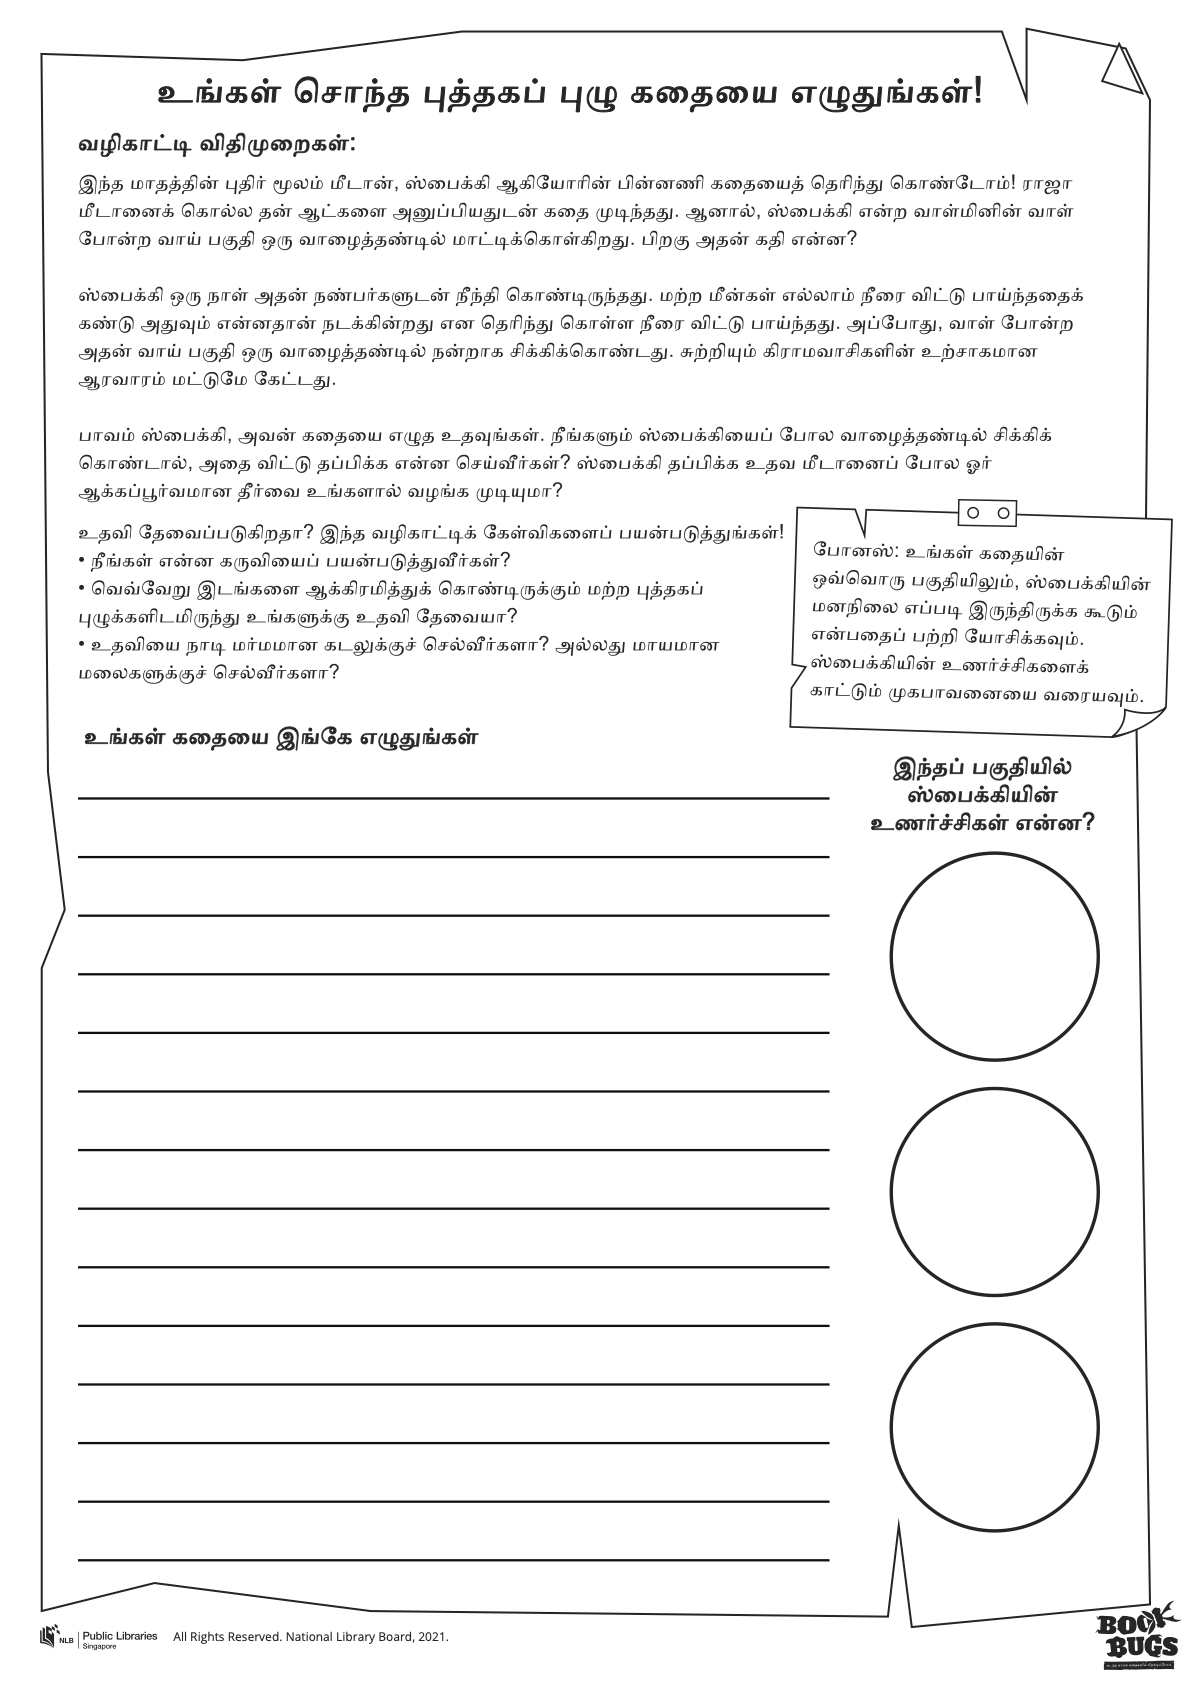 உங்கள் சொந்த புத்தகப் புழு கதையை எழுதுங்கள்!
வழிகாட்டி விதிமுறைகள்:
இந்த மாதத்தின் புதிர் மூலம் மீடான், ஸ்பைக்கி ஆகியோரின் பின்னணி கதையைத் தெரிந்து கொண்டோம்! ராஜா
மீடானைக் கொல்ல தன் ஆட்களை அனுப்பியதுடன் கதை முடிந்தது. ஆனால், ஸ்பைக்கி என்ற வாள்மினின் வாள்
போன்ற வாய் பகுதி ஒரு வாழைத்தண்டில் மாட்டிக்கொள்கிறது. பிறகு அதன் கதி என்ன?
ஸ்பைக்கி ஒரு நாள் அதன் நண்பர்களுடன் நீந்தி கொண்டிருந்தது. மற்ற மீன்கள் எல்லாம் நீரை விட்டு பாய்ந்ததைக்
கண்டு அதுவும் என்னதான் நடக்கின்றது என தெரிந்து கொள்ள நீரை விட்டு பாய்ந்தது. அப்போது, வாள் போன்ற
அதன் வாய் பகுதி ஒரு வாழைத்தண்டில் நன்றாக சிக்கிக்கொண்டது. சுற்றியும் கிராமவாசிகளின் உற்சாகமான
ஆரவாரம் மட்டுமே கேட்டது.
பாவம் ஸ்பைக்கி, அவன் கதையை எழுத உதவுங்கள். நீங்களும் ஸ்பைக்கியைப் போல வாழைத்தண்டில் சிக்கிக்
கொண்டால், அதை விட்டு தப்பிக்க என்ன செய்வீர்கள்? ஸ்பைக்கி தப்பிக்க உதவ மீடானைப் போல ஓர்
ஆக்கப்பூர்வமான தீர்வை உங்களால் வழங்க முடியுமா?
உதவி தேவைப்படுகிறதா? இந்த வழிகாட்டிக் கேள்விகளைப் பயன்படுத்துங்கள்!
• நீங்கள் என்ன கருவியைப் பயன்படுத்துவீர்கள்?
• வெவ்வேறு இடங்களை ஆக்கிரமித்துக் கொண்டிருக்கும் மற்ற புத்தகப்
புழுக்களிடமிருந்து உங்களுக்கு உதவி தேவையா?
• உதவியை நாடி மர்மமான கடலுக்குச் செல்வீர்களா? அல்லது மாயமான
மலைகளுக்குச் செல்வீர்களா?
போனஸ்: உங்கள் கதையின்
ஒவ்வொரு பகுதியிலும், ஸ்பைக்கியின்
மனநிலை எப்படி இருந்திருக்க கூடும்
என்பதைப் பற்றி யோசிக்கவும்.
ஸ்பைக்கியின் உணர்ச்சிகளைக்
காட்டும் முகபாவனையை வரையவும்.
உங்கள் கதையை இங்கே எழுதுங்கள்
இந்தப் பகுதியில்
ஸ்பைக்கியின்
உணர்ச்சிகள் என்ன?
NLB Public Libraries
Singapore
All Rights Reserved. National Library Board, 2021.
BOOK
BUGS